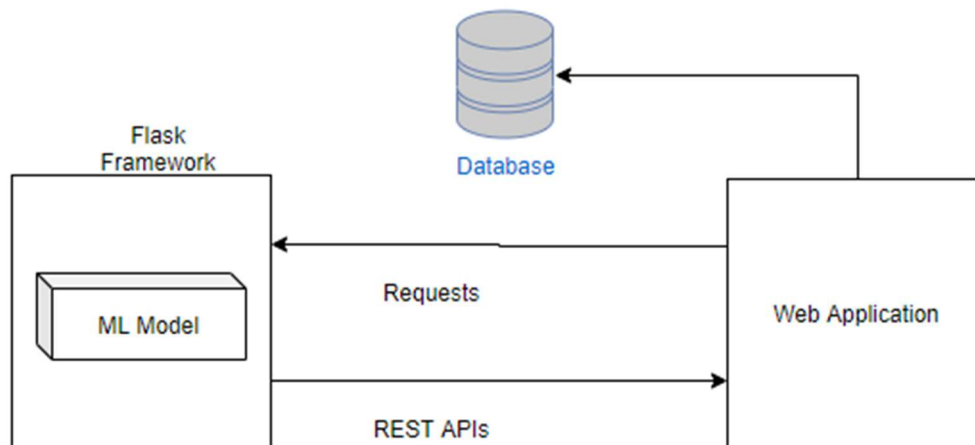 Flask
Framework
Database
Requests
ML Model
Web Application
REST APIs